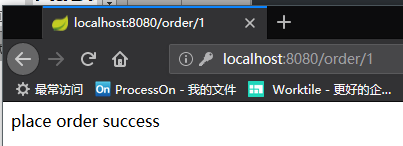 localhost:8080/order/1
localhost:8080/order/1
最常访问 On ProcessOn - 我的文件 Worktile - 更好的企...
place order success